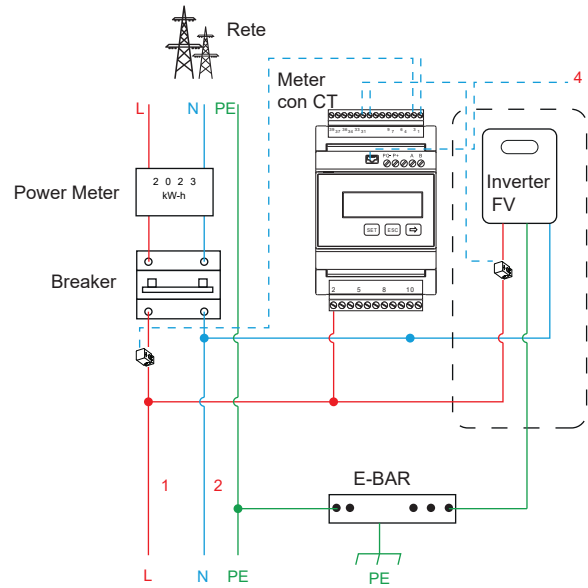 Rete
Meter
con CT
4
L
N
PE
Inverter
FV
PG P+ A B
Power Meter
2 0 2 3
kW-h
SET
ESC
Breaker
2 5 8 10
1
2
E-BAR
L
N
PE
PE